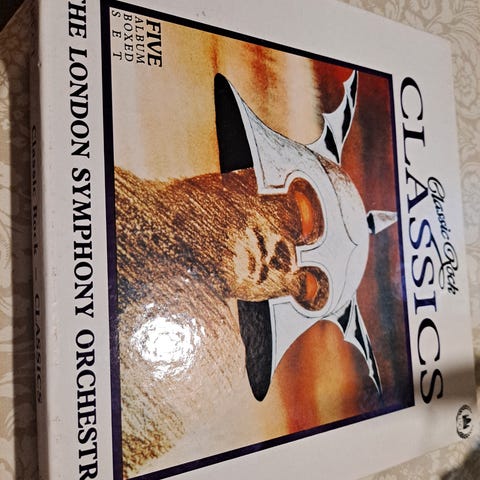 Classic Rock
CLASSICS
FIVE
ALBUM
BOXED
SET
THE LONDON SYMPHONY ORCHESTR
Classic Rock – CLASSICS